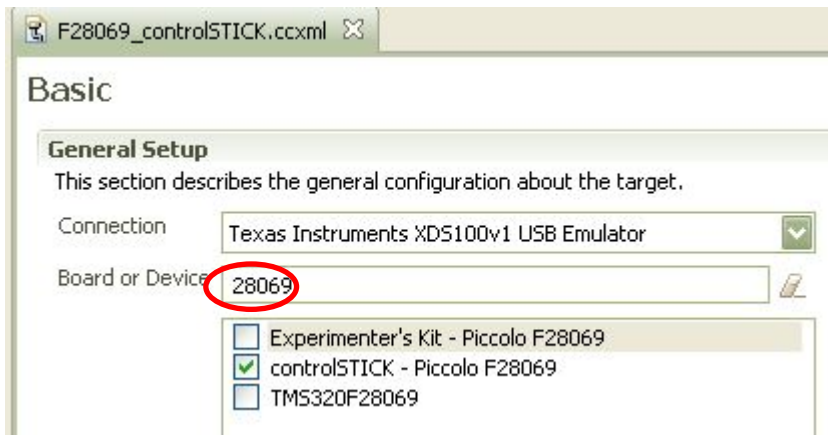 F28069_controlSTICK.ccxml
Basic
General Setup
This section describes the general configuration about the target.
Connection
Texas Instruments XDS100v1 USB Emulator
Board or Device
28069
Experimenter's Kit - Piccolo F28069
controlSTICK - Piccolo F28069
TMS320F28069